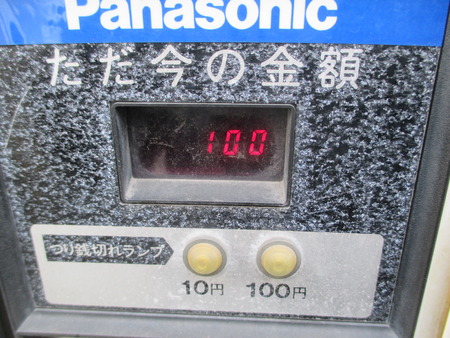 Panasonic
ただ今の金額
100
つり銭切れランプ
10円 100円